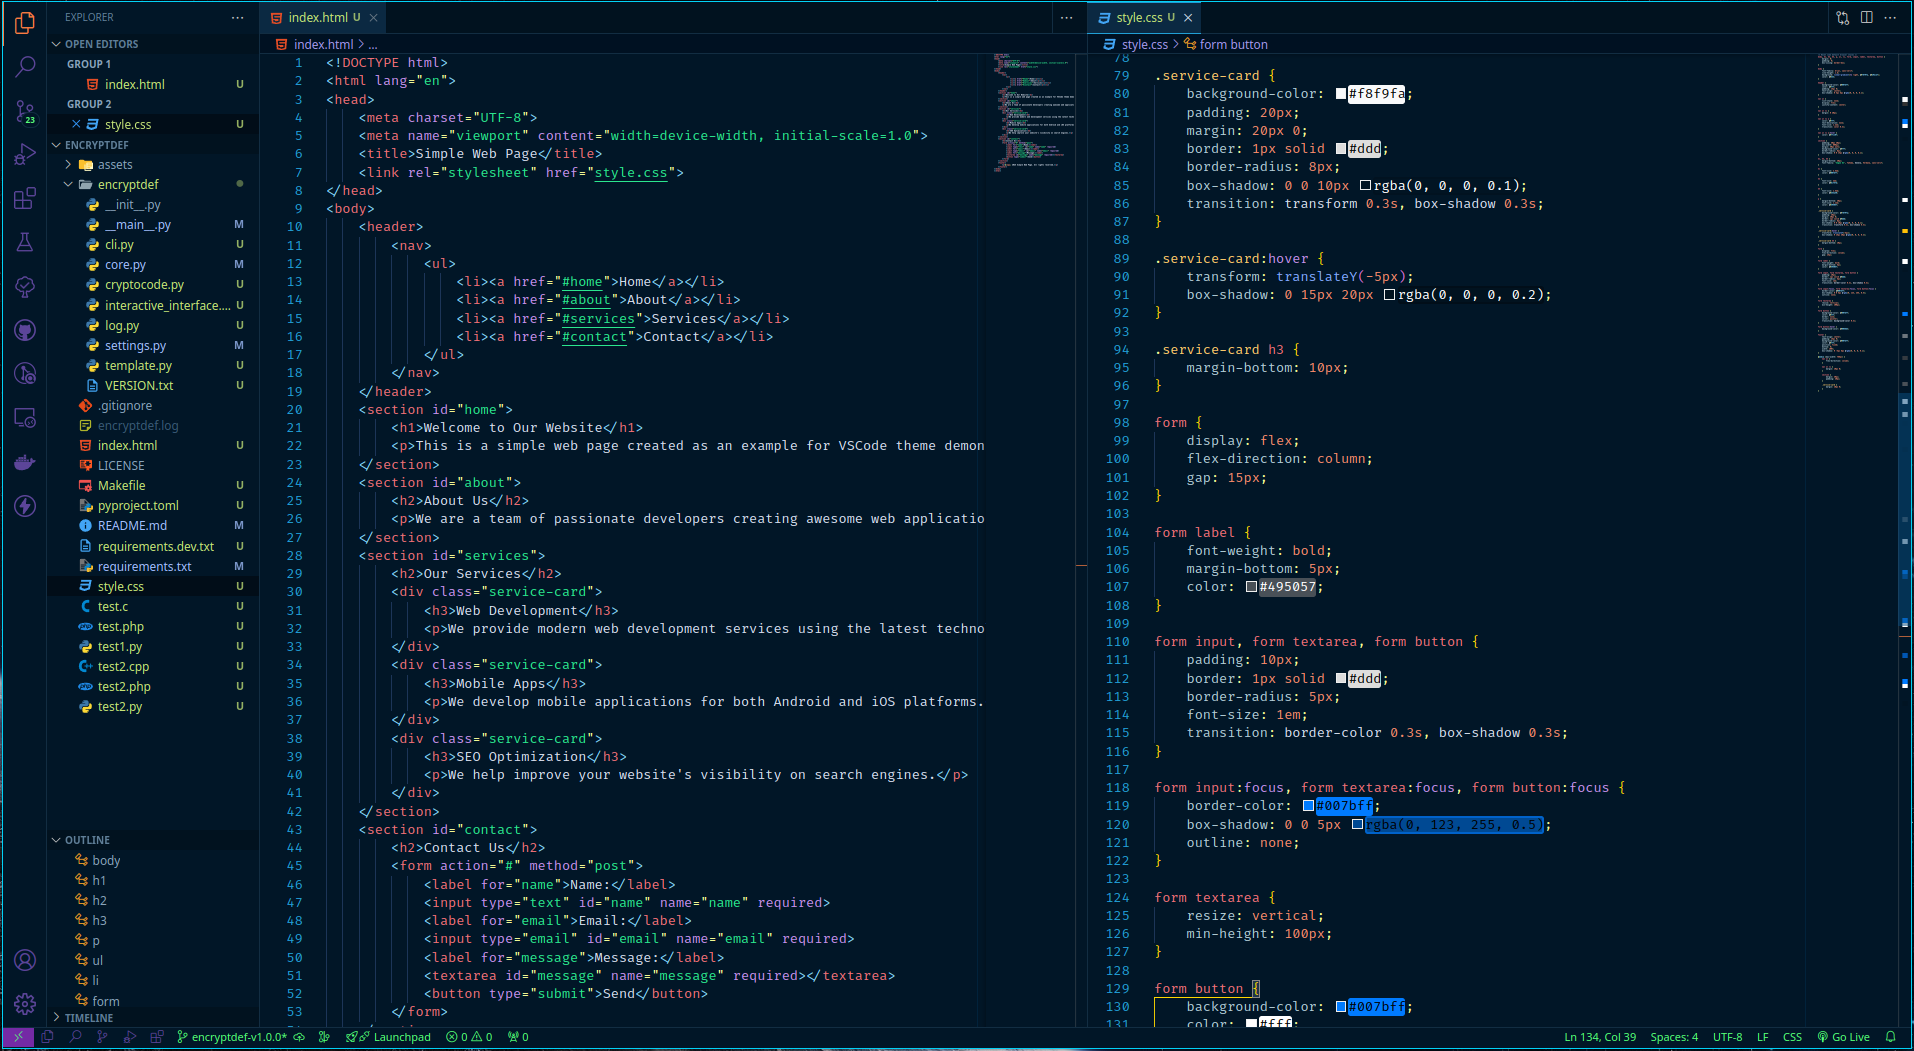 EXPLORER
OPEN EDITORS
GROUP 1
index.html U
GROUP 2
style.css U
ENCRYPTDEF
assets
encryptdef
__init__.py
__main__.py M
cli.py U
core.py M
cryptocode.py U
interactive_interface.... U
log.py U
settings.py M
template.py U
VERSION.txt U
.gitignore
encryptdef.log
index.html U
LICENSE
Makefile U
pyproject.toml U
README.md M
requirements.dev.txt U
requirements.txt M
style.css U
test.c U
test.php U
test1.py U
test2.cpp U
test2.php U
test2.py U
OUTLINE
body
h1
h2
h3
p
ul
li
form
TIMELINE
23
index.html U
index.html > ...
1 <!DOCTYPE html>
2 <html lang="en">
3 <head>
4 <meta charset="UTF-8">
5 <meta name="viewport" content="width=device-width, initial-scale=1.0">
6 <title>Simple Web Page</title>
7 <link rel="stylesheet" href="style.css">
8 </head>
9 <body>
10 <header>
11 <nav>
12 <ul>
13 <li><a href="#home">Home</a></li>
14 <li><a href="#about">About</a></li>
15 <li><a href="#services">Services</a></li>
16 <li><a href="#contact">Contact</a></li>
17 </ul>
18 </nav>
19 </header>
20 <section id="home">
21 <h1>Welcome to Our Website</h1>
22 <p>This is a simple web page created as an example for VSCode theme demon
23 </section>
24 <section id="about">
25 <h2>About Us</h2>
26 <p>We are a team of passionate developers creating awesome web applicatio
27 </section>
28 <section id="services">
29 <h2>Our Services</h2>
30 <div class="service-card">
31 <h3>Web Development</h3>
32 <p>We provide modern web development services using the latest techno
33 </div>
34 <div class="service-card">
35 <h3>Mobile Apps</h3>
36 <p>We develop mobile applications for both Android and iOS platforms.
37 </div>
38 <div class="service-card">
39 <h3>SEO Optimization</h3>
40 <p>We help improve your website's visibility on search engines.</p>
41 </div>
42 </section>
43 <section id="contact">
44 <h2>Contact Us</h2>
45 <form action="#" method="post">
46 <label for="name">Name:</label>
47 <input type="text" id="name" name="name" required>
48 <label for="email">Email:</label>
49 <input type="email" id="email" name="email" required>
50 <label for="message">Message:</label>
51 <textarea id="message" name="message" required></textarea>
52 <button type="submit">Send</button>
53 </form>
style.css U
style.css > form button
78
79 .service-card {
80 background-color: #f8f9fa;
81 padding: 20px;
82 margin: 20px 0;
83 border: 1px solid #ddd;
84 border-radius: 8px;
85 box-shadow: 0 0 10px rgba(0, 0, 0, 0.1);
86 transition: transform 0.3s, box-shadow 0.3s;
87 }
88
89 .service-card:hover {
90 transform: translateY(-5px);
91 box-shadow: 0 15px 20px rgba(0, 0, 0, 0.2);
92 }
93
94 .service-card h3 {
95 margin-bottom: 10px;
96 }
97
98 form {
99 display: flex;
100 flex-direction: column;
101 gap: 15px;
102 }
103
104 form label {
105 font-weight: bold;
106 margin-bottom: 5px;
107 color: #495057;
108 }
109
110 form input, form textarea, form button {
111 padding: 10px;
112 border: 1px solid #ddd;
113 border-radius: 5px;
114 font-size: 1em;
115 transition: border-color 0.3s, box-shadow 0.3s;
116 }
117
118 form input:focus, form textarea:focus, form button:focus {
119 border-color: #007bff;
120 box-shadow: 0 0 5px rgba(0, 123, 255, 0.5);
121 outline: none;
122 }
123
124 form textarea {
125 resize: vertical;
126 min-height: 100px;
127 }
128
129 form button {
130 background-color: #007bff;
131 color: #fff;
encryptdef-v1.0.0* Launchpad 0 0 0 Ln 134, Col 39 Spaces: 4 UTF-8 LF CSS Go Live